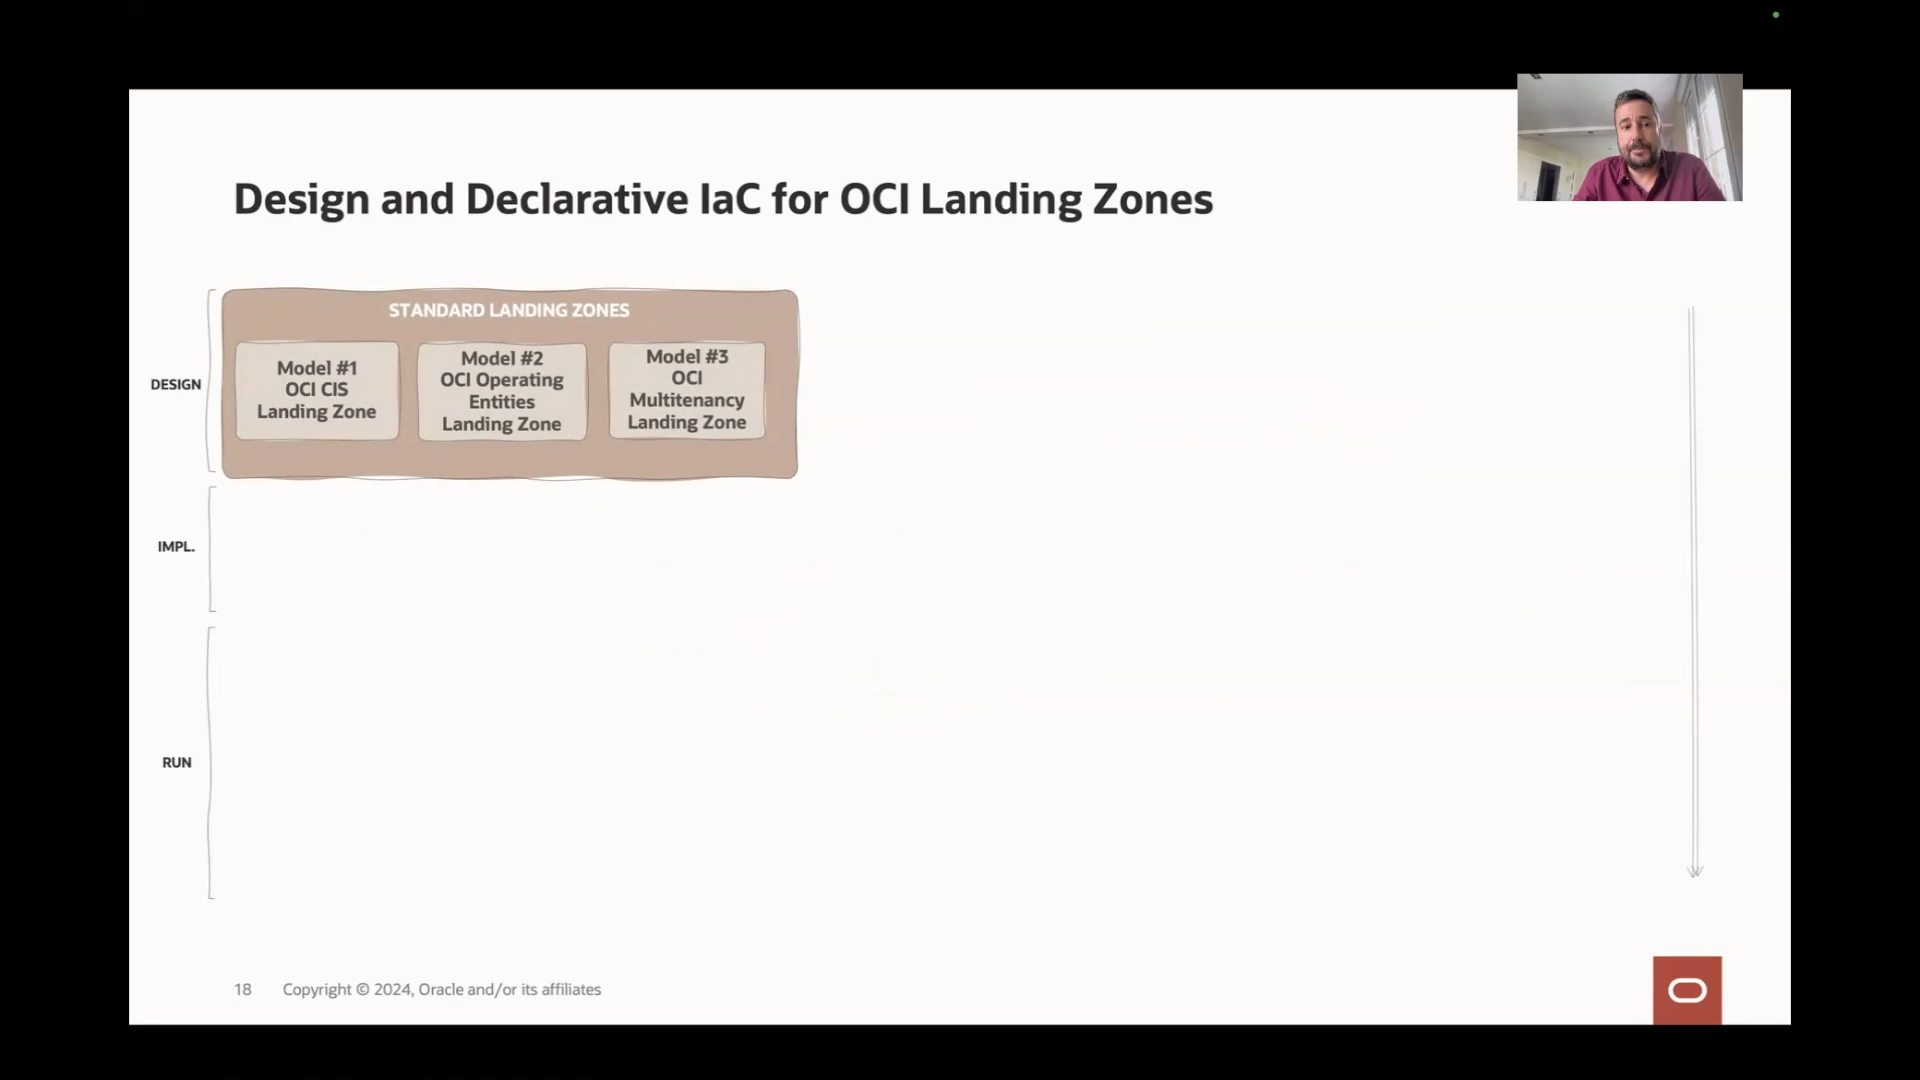 Design and Declarative IaC for OCI Landing Zones
STANDARD LANDING ZONES
DESIGN
Model #1
OCI CIS
Landing Zone
Model #2
OCI Operating
Entities
Landing Zone
Model #3
OCI
Multitenancy
Landing Zone
IMPL.
RUN
18 Copyright © 2024, Oracle and/or its affiliates